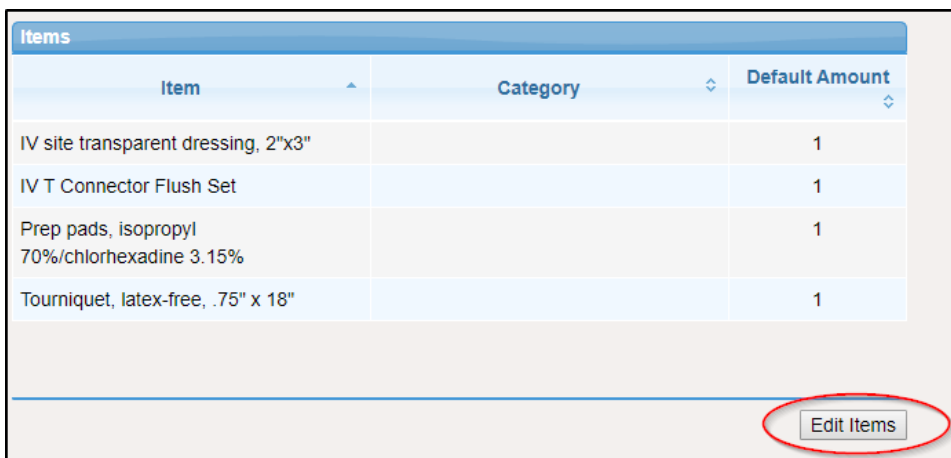 Items
Item
Category
Default Amount
IV site transparent dressing, 2"x3"
1
IV T Connector Flush Set
1
Prep pads, isopropyl
70%/chlorhexadine 3.15%
1
Tourniquet, latex-free, .75" x 18"
1
Edit Items